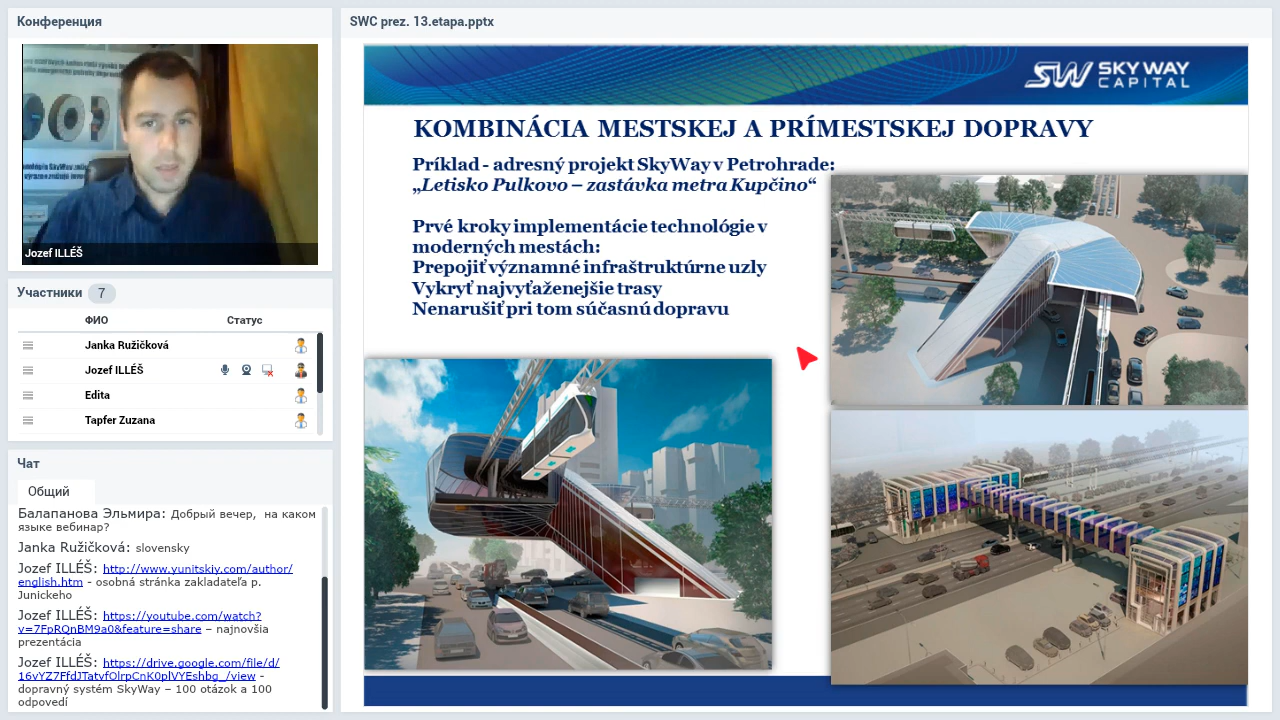 Конференция
Jozef ILLÉŠ
Участники 7
ФИО Статус
Janka Ružičková
Jozef ILLÉŠ
Edita
Tapfer Zuzana
Чат
Общий
Балапанова Эльмира: Добрый вечер, на каком
языке вебинар?
Janka Ružičková: slovensky
Jozef ILLÉŠ: http://www.yunitskiy.com/author/
english.htm - osobná stránka zakladateľa p.
Junickeho
Jozef ILLÉŠ: https://youtube.com/watch?
v=7FpRQnBM9a0&feature=share – najnovšia
prezentácia
Jozef ILLÉŠ: https://drive.google.com/file/d/
16vYZ7FfdJTatvfOlrpCnK0plVYEshbg_/view -
dopravný systém SkyWay – 100 otázok a 100
odpovedí
SWC prez. 13.etapa.pptx
SW SKY WAY
CAPITAL
KOMBINÁCIA MESTSKEJ A PRÍMESTSKEJ DOPRAVY
Príklad - adresný projekt SkyWay v Petrohrade:
„Letisko Pulkovo – zastávka metra Kupčino“
Prvé kroky implementácie technológie v
moderných mestách:
Prepojiť významné infraštruktúrne uzly
Vykryť najvyťaženejšie trasy
Nenarušiť pri tom súčasnú dopravu